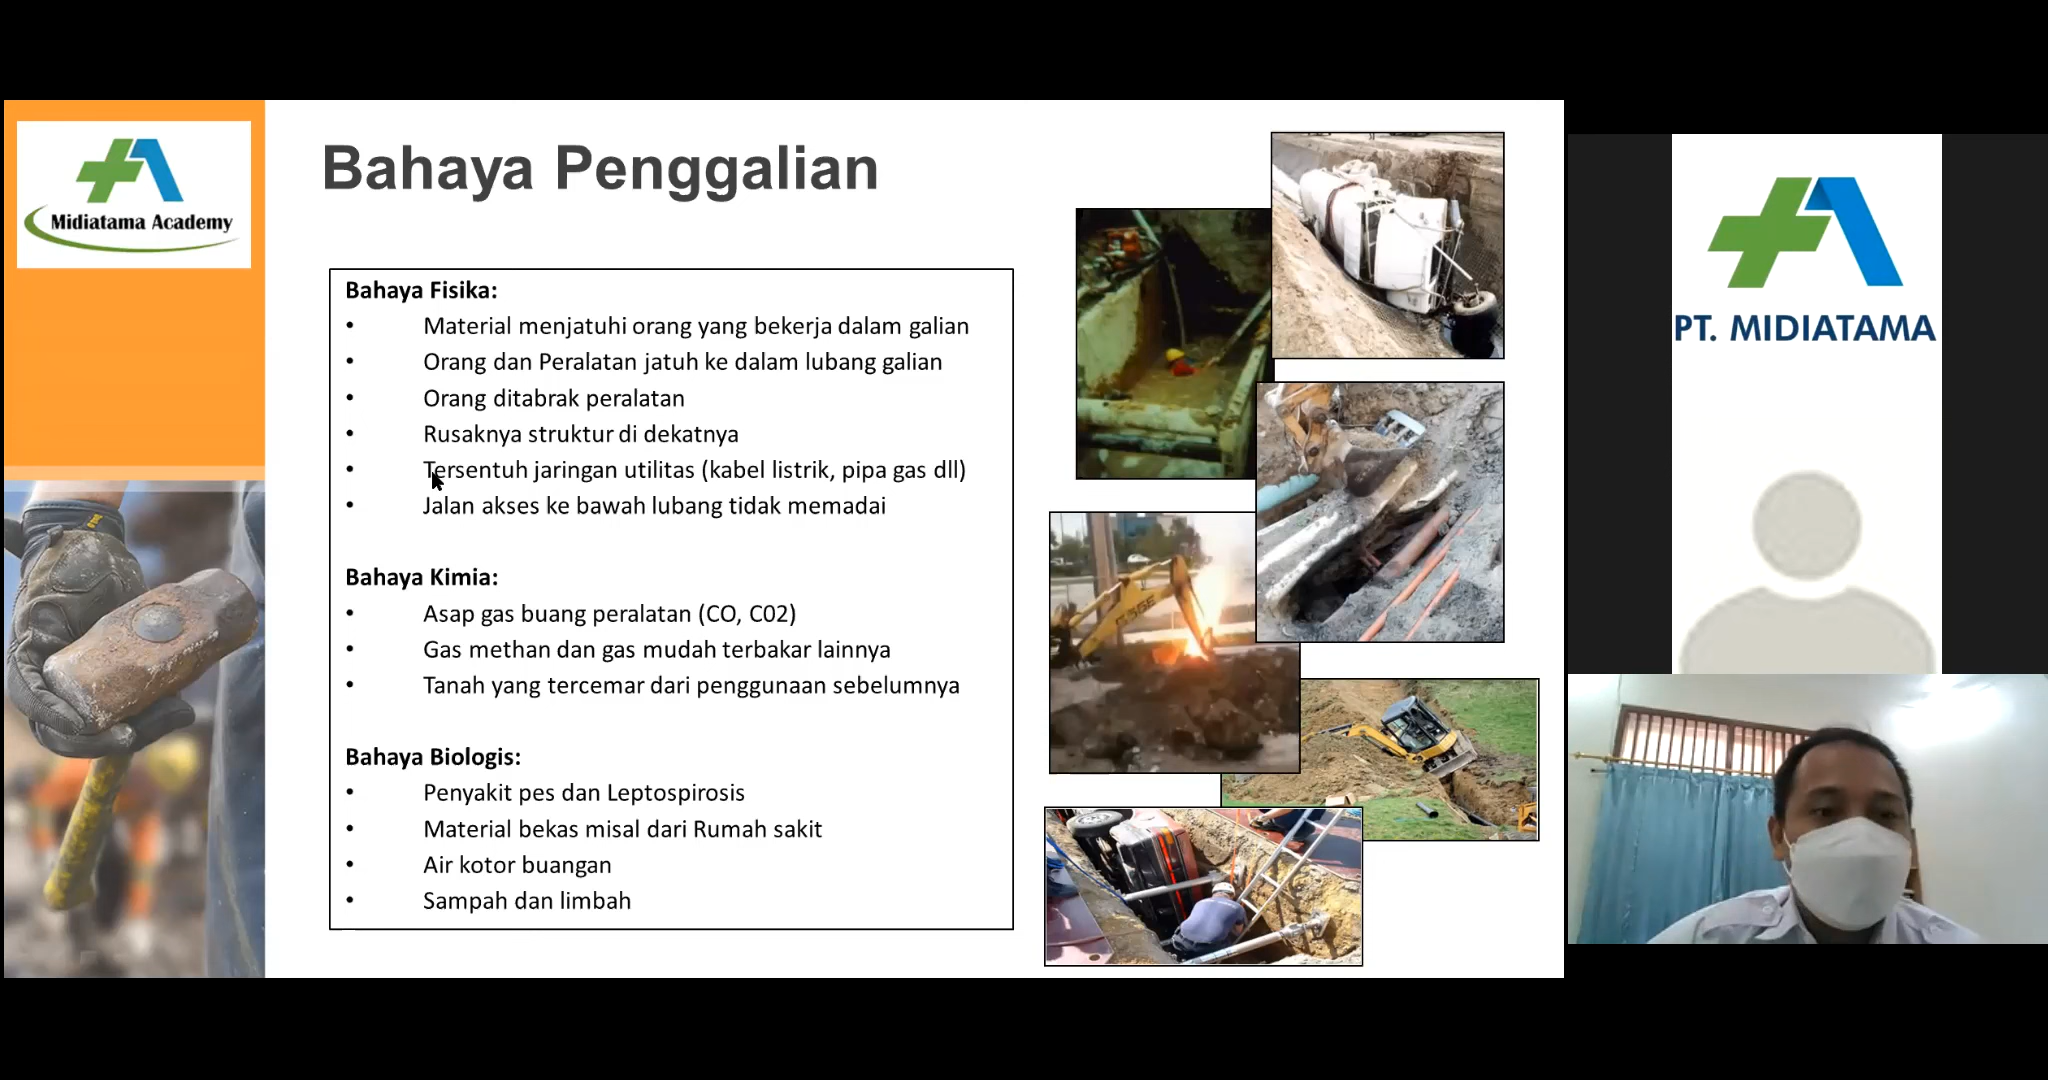 Midiatama Academy
Bahaya Penggalian
Bahaya Fisika:
• Material menjatuhi orang yang bekerja dalam galian
• Orang dan Peralatan jatuh ke dalam lubang galian
• Orang ditabrak peralatan
• Rusaknya struktur di dekatnya
• Tersentuh jaringan utilitas (kabel listrik, pipa gas dll)
• Jalan akses ke bawah lubang tidak memadai
Bahaya Kimia:
• Asap gas buang peralatan (CO, C02)
• Gas methan dan gas mudah terbakar lainnya
• Tanah yang tercemar dari penggunaan sebelumnya
Bahaya Biologis:
• Penyakit pes dan Leptospirosis
• Material bekas misal dari Rumah sakit
• Air kotor buangan
• Sampah dan limbah
PT. MIDIATAMA